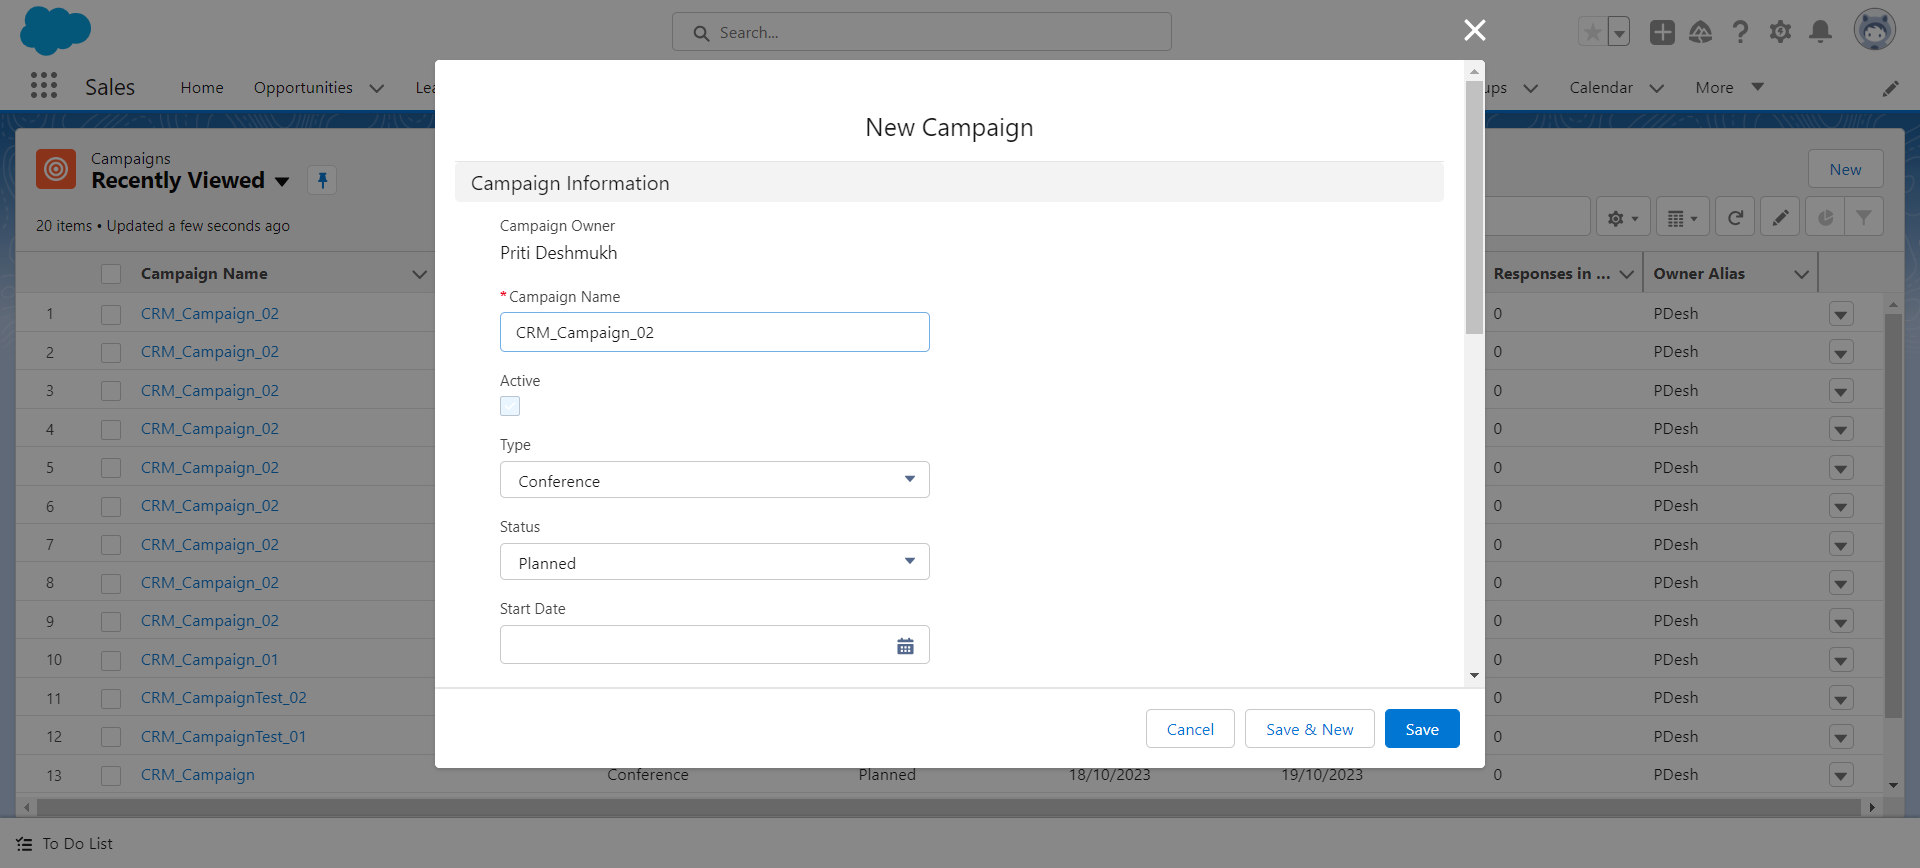 Search...
Sales
Home
Opportunities
Lea
ups
Calendar
More
Campaigns
Recently Viewed
New
20 items • Updated a few seconds ago
Campaign Name
Responses in ...
Owner Alias
1 CRM_Campaign_02 0 PDesh
2 CRM_Campaign_02 0 PDesh
3 CRM_Campaign_02 0 PDesh
4 CRM_Campaign_02 0 PDesh
5 CRM_Campaign_02 0 PDesh
6 CRM_Campaign_02 0 PDesh
7 CRM_Campaign_02 0 PDesh
8 CRM_Campaign_02 0 PDesh
9 CRM_Campaign_02 0 PDesh
10 CRM_Campaign_01 0 PDesh
11 CRM_CampaignTest_02 0 PDesh
12 CRM_CampaignTest_01 0 PDesh
13 CRM_Campaign Conference Planned 18/10/2023 19/10/2023 0 PDesh
New Campaign
Campaign Information
Campaign Owner
Priti Deshmukh
*Campaign Name
CRM_Campaign_02
Active
Type
Conference
Status
Planned
Start Date
Cancel
Save & New
Save
To Do List